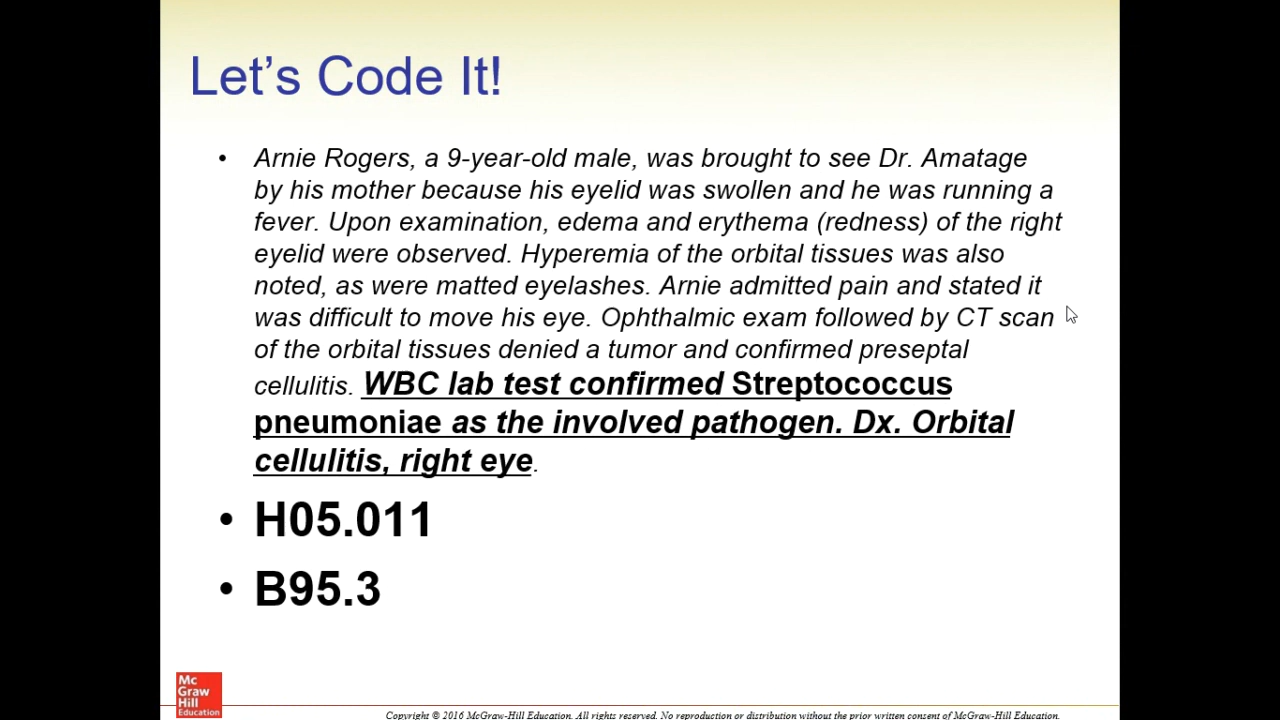 Let's Code It!
• Arnie Rogers, a 9-year-old male, was brought to see Dr. Amatage
by his mother because his eyelid was swollen and he was running a
fever. Upon examination, edema and erythema (redness) of the right
eyelid were observed. Hyperemia of the orbital tissues was also
noted, as were matted eyelashes. Arnie admitted pain and stated it
was difficult to move his eye. Ophthalmic exam followed by CT scan
of the orbital tissues denied a tumor and confirmed preseptal
cellulitis. WBC lab test confirmed Streptococcus
pneumoniae as the involved pathogen. Dx. Orbital
cellulitis, right eye.
• H05.011
• B95.3
Mc
Graw
Hill
Education
Copyright © 2016 McGraw-Hill Education. All rights reserved. No reproduction or distribution without the prior written consent of McGraw-Hill Education.